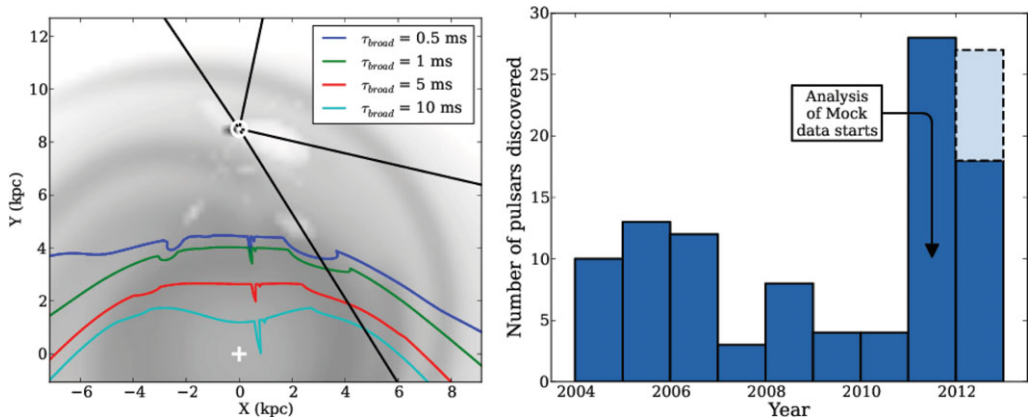 12
10
8
6
4
2
0
Y (kpc)
−6 −4 −2 0 2 4 6 8
X (kpc)
τbroad = 0.5 ms
τbroad = 1 ms
τbroad = 5 ms
τbroad = 10 ms
30
25
20
15
10
5
0
Number of pulsars discovered
2004 2006 2008 2010 2012
Year
Analysis
of Mock
data starts